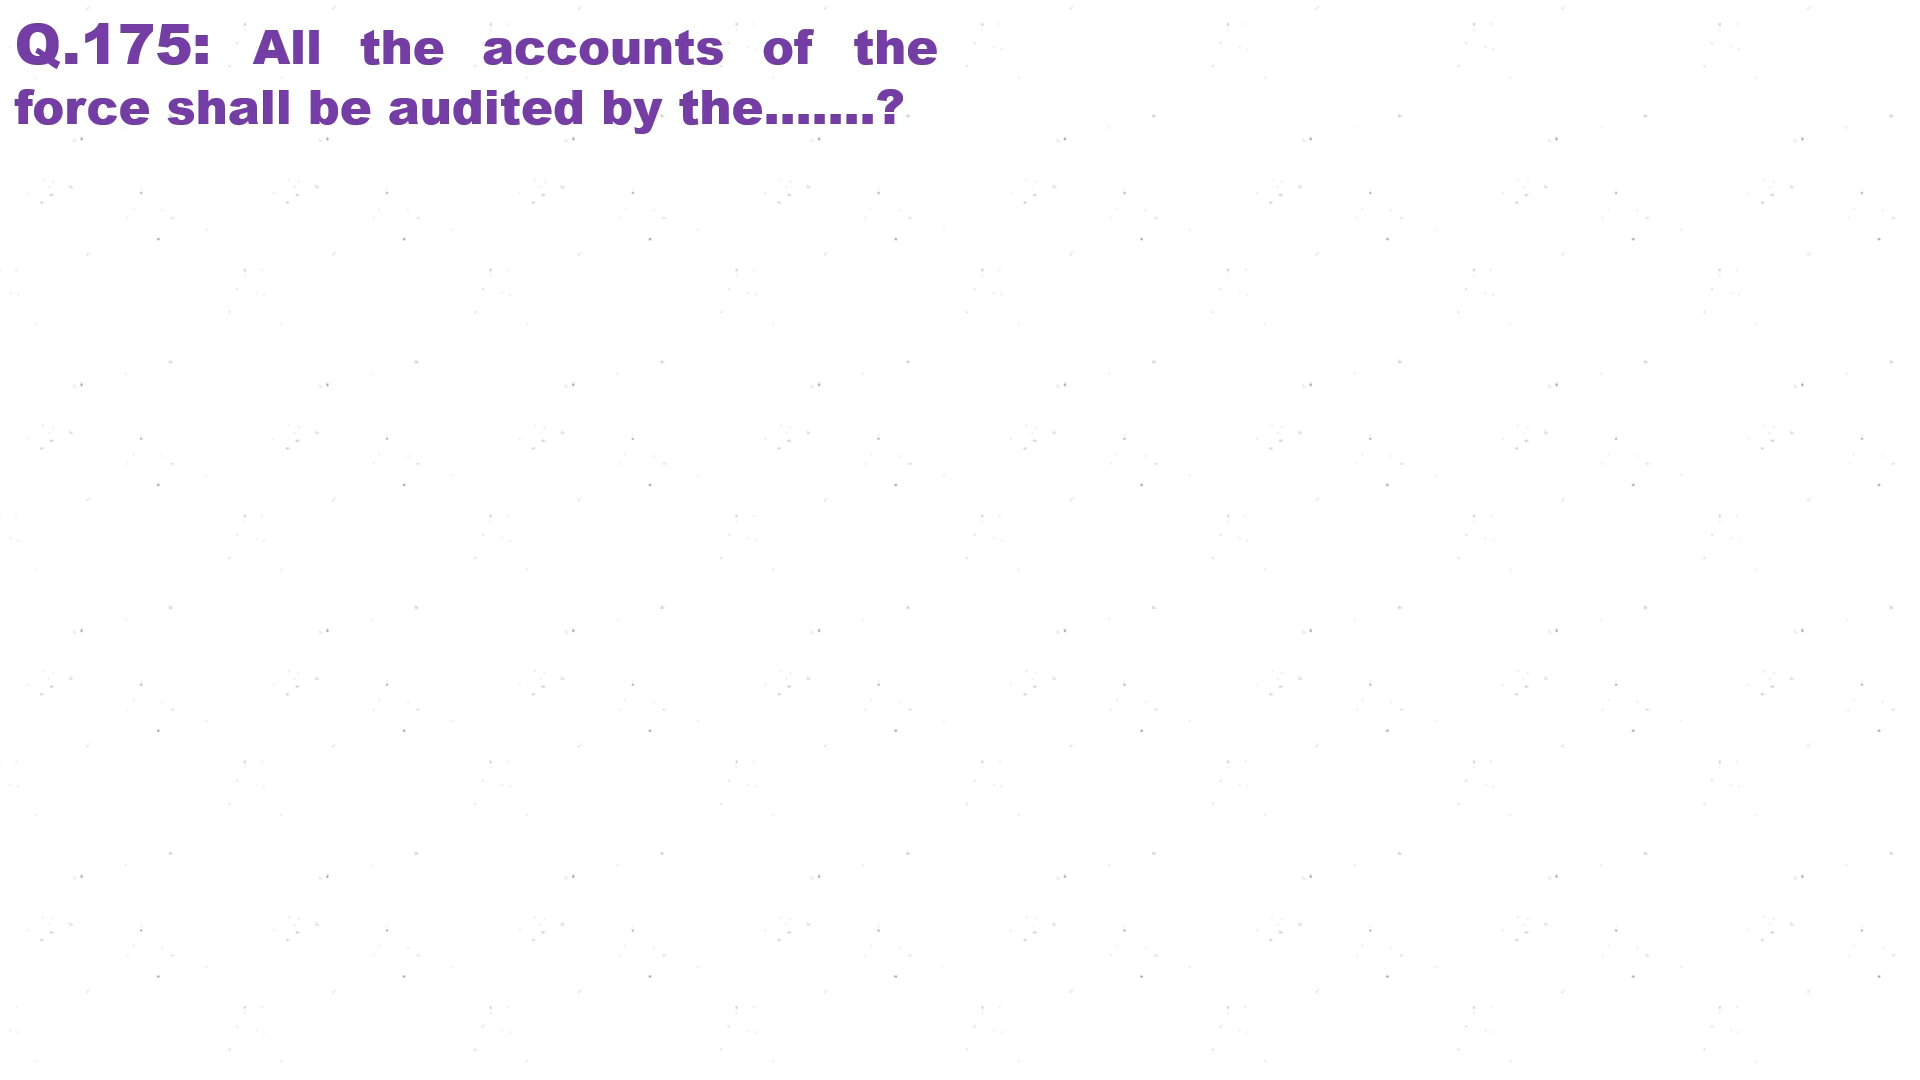 Q.175: All the accounts of the
force shall be audited by the.......?